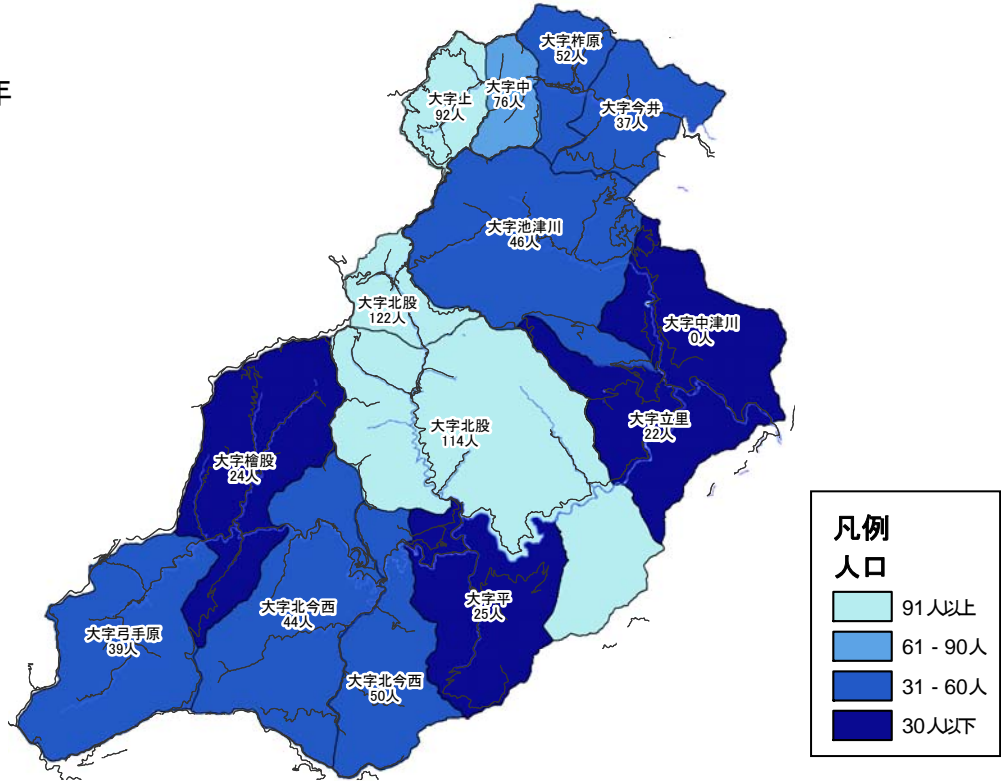 年
大字柞原
52人
大字中
76人
大字止
92人
大字今井
37人
大字池津川
46人
大字北股
122人
大字中津川
0人
大字立里
22人
大字北股
114人
大字檜股
24人
大字平
25人
大字北今西
44人
大字弓手原
39人
大字北今西
50人
凡例
人口
91人以上
61 - 90人
31 - 60人
30人以下